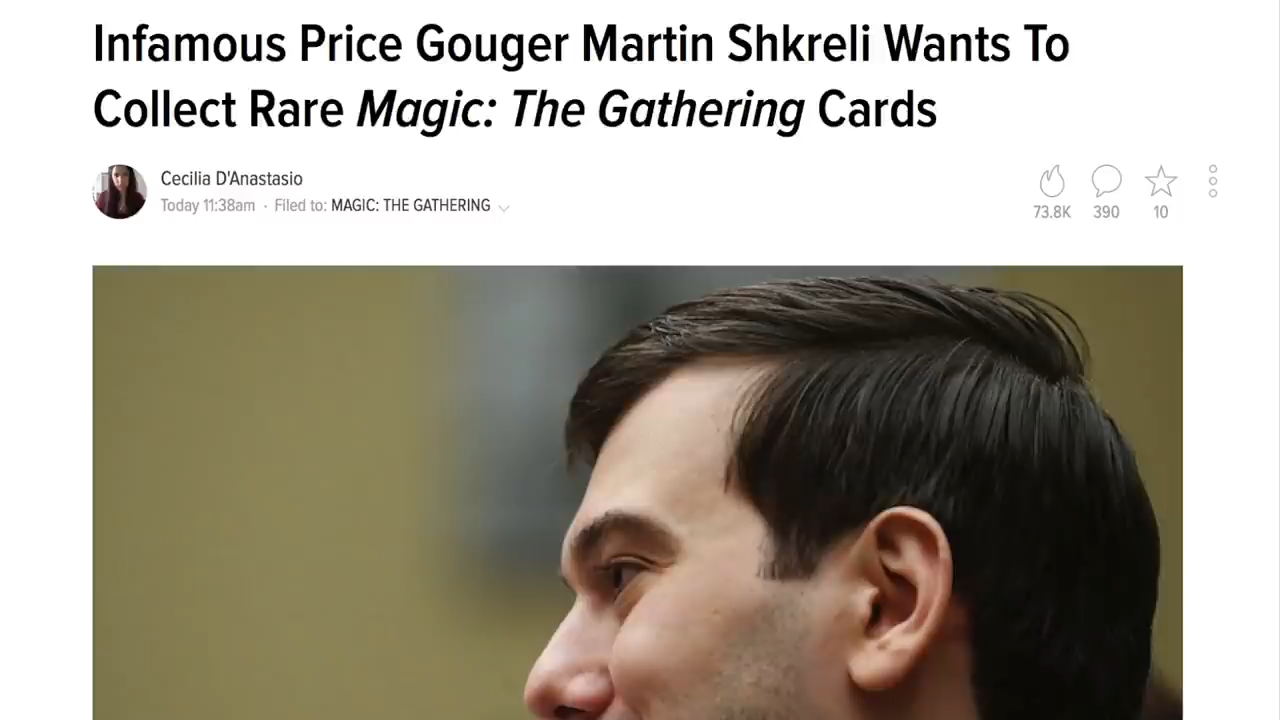 Infamous Price Gouger Martin Shkreli Wants To
Collect Rare Magic: The Gathering Cards
Cecilia D'Anastasio
Today 11:38am · Filed to: MAGIC: THE GATHERING
73.8K 390 10